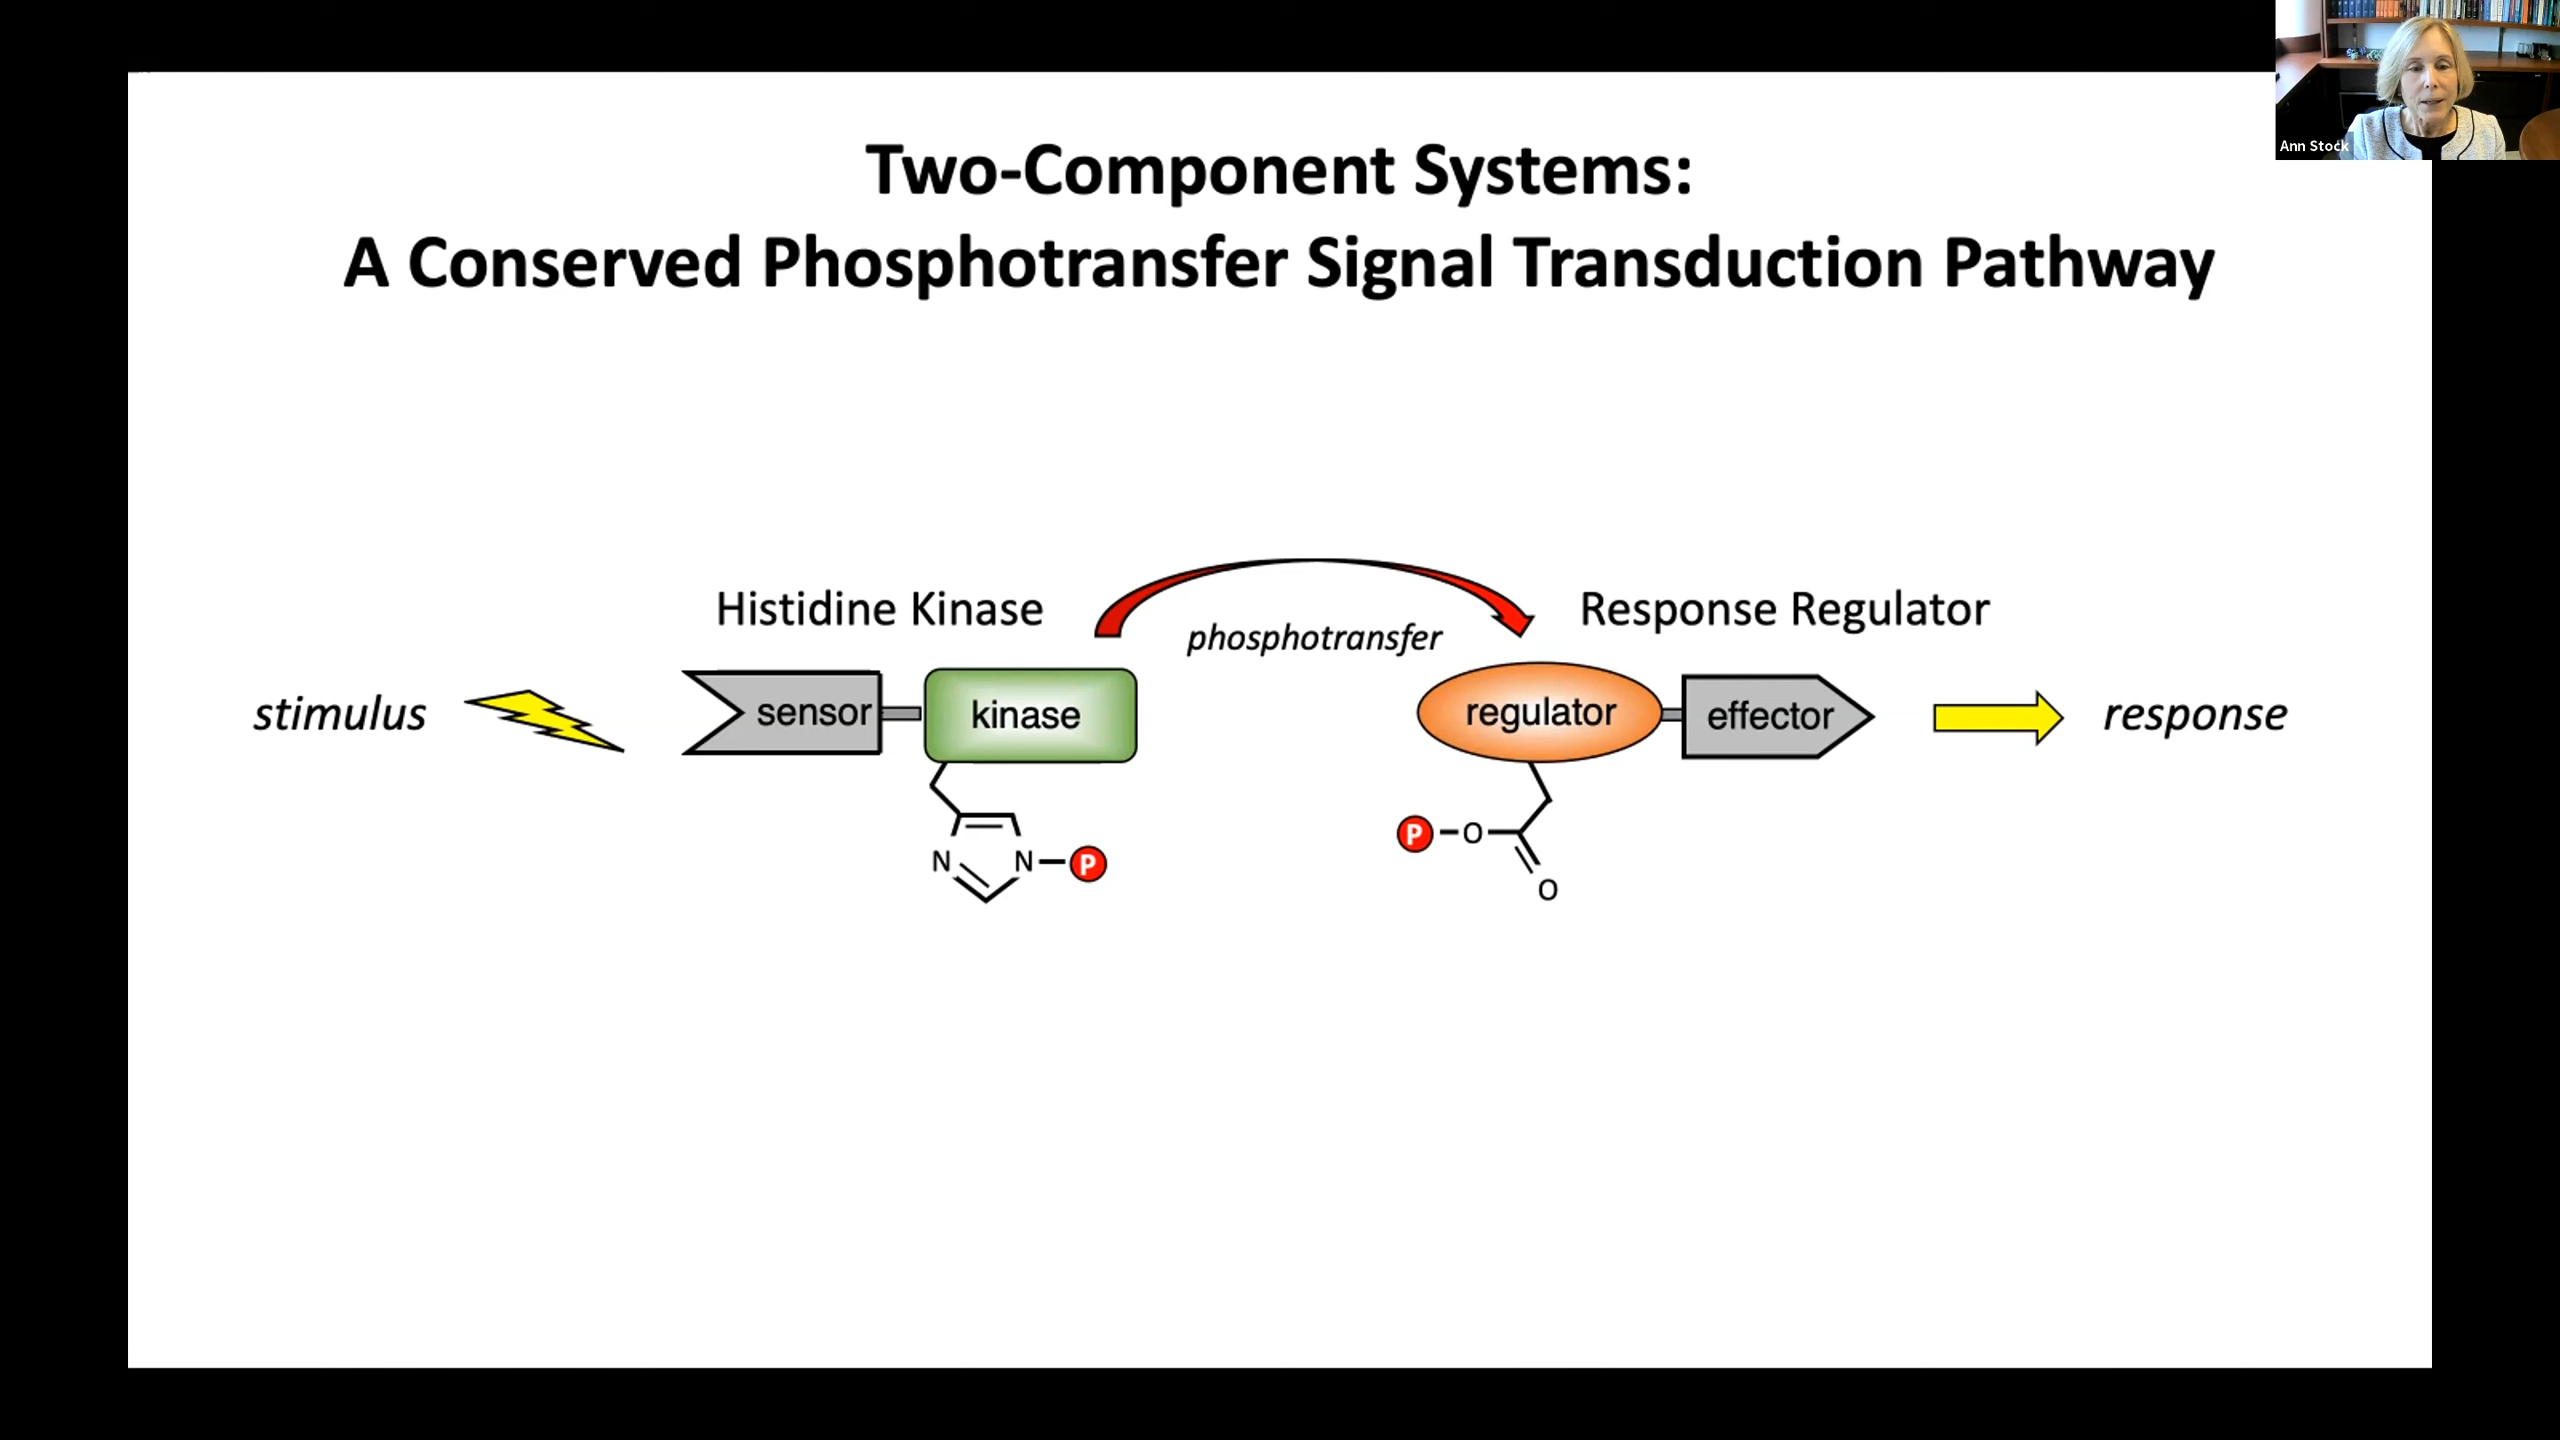 Two-Component Systems:
A Conserved Phosphotransfer Signal Transduction Pathway
Ann Stock
Histidine Kinase
phosphotransfer
Response Regulator
stimulus
sensor
kinase
regulator
effector
response
N
N
P
P
O
O